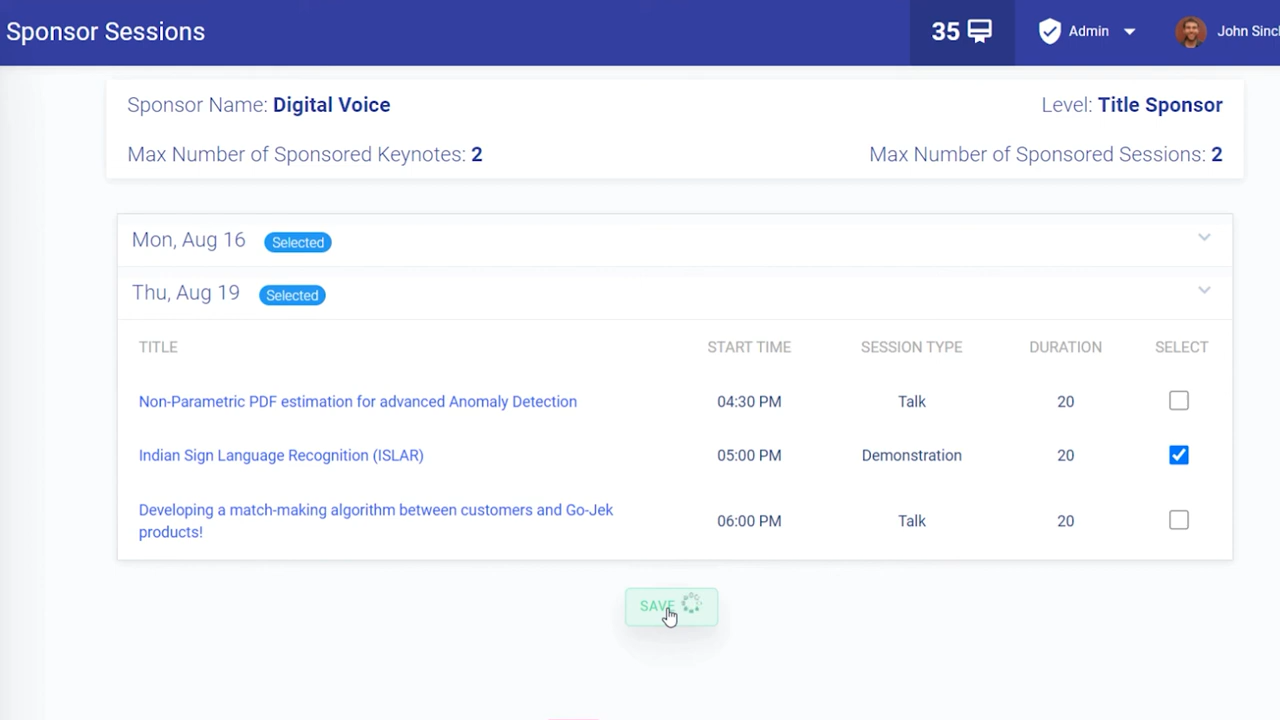 Sponsor Sessions
35
Admin
John Sinc
Sponsor Name: Digital Voice
Level: Title Sponsor
Max Number of Sponsored Keynotes: 2
Max Number of Sponsored Sessions: 2
Mon, Aug 16 Selected
Thu, Aug 19 Selected
TITLE START TIME SESSION TYPE DURATION SELECT
Non-Parametric PDF estimation for advanced Anomaly Detection 04:30 PM Talk 20
Indian Sign Language Recognition (ISLAR) 05:00 PM Demonstration 20
Developing a match-making algorithm between customers and Go-Jek
products!
06:00 PM Talk 20
SAVE